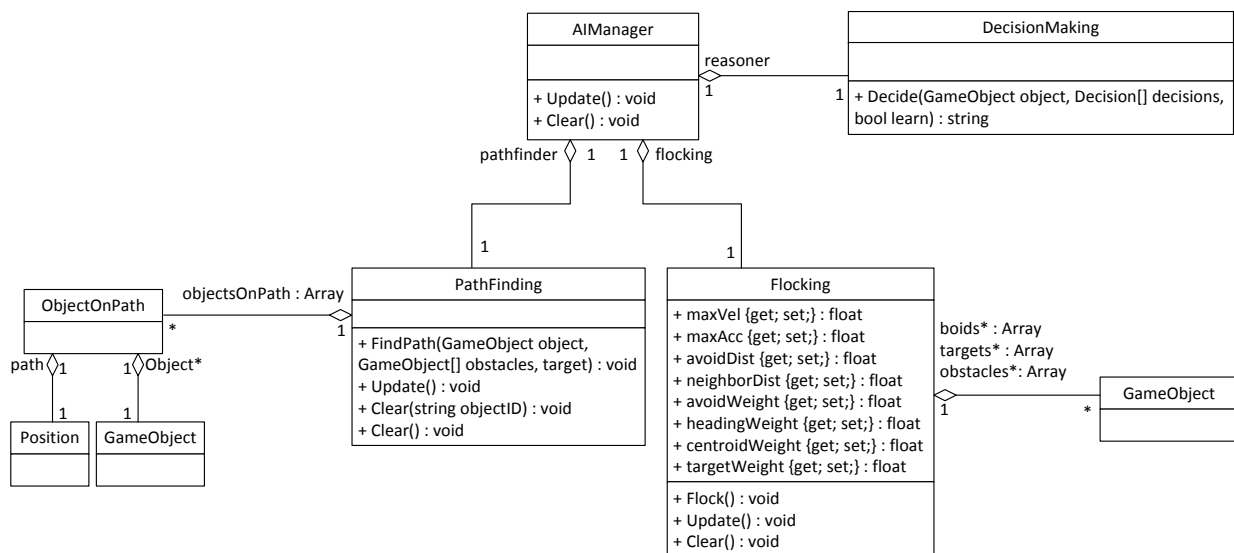 AIManager
+ Update() : void
+ Clear() : void
DecisionMaking
+ Decide(GameObject object, Decision[] decisions,
bool learn) : string
reasoner
1
1
pathfinder
1
1
flocking
1
1
PathFinding
+ FindPath(GameObject object,
GameObject[] obstacles, target) : void
+ Update() : void
+ Clear(string objectID) : void
+ Clear() : void
objectsOnPath : Array
*
1
ObjectOnPath
path
1
1
Object*
1
1
Position
GameObject
Flocking
+ maxVel {get; set;} : float
+ maxAcc {get; set;} : float
+ avoidDist {get; set;} : float
+ neighborDist {get; set;} : float
+ avoidWeight {get; set;} : float
+ headingWeight {get; set;} : float
+ centroidWeight {get; set;} : float
+ targetWeight {get; set;} : float
+ Flock() : void
+ Update() : void
+ Clear() : void
boids* : Array
targets* : Array
obstacles* : Array
1
*
GameObject